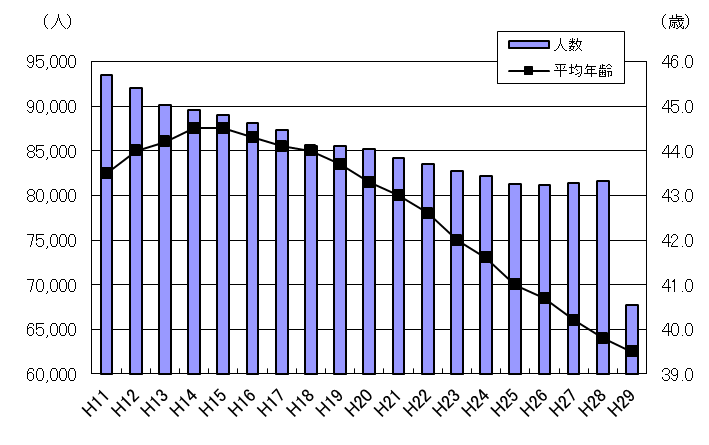 （人）
（歳）
人数
平均年齢
95,000
90,000
85,000
80,000
75,000
70,000
65,000
60,000
46.0
45.0
44.0
43.0
42.0
41.0
40.0
39.0
H11
H12
H13
H14
H15
H16
H17
H18
H19
H20
H21
H22
H23
H24
H25
H26
H27
H28
H29